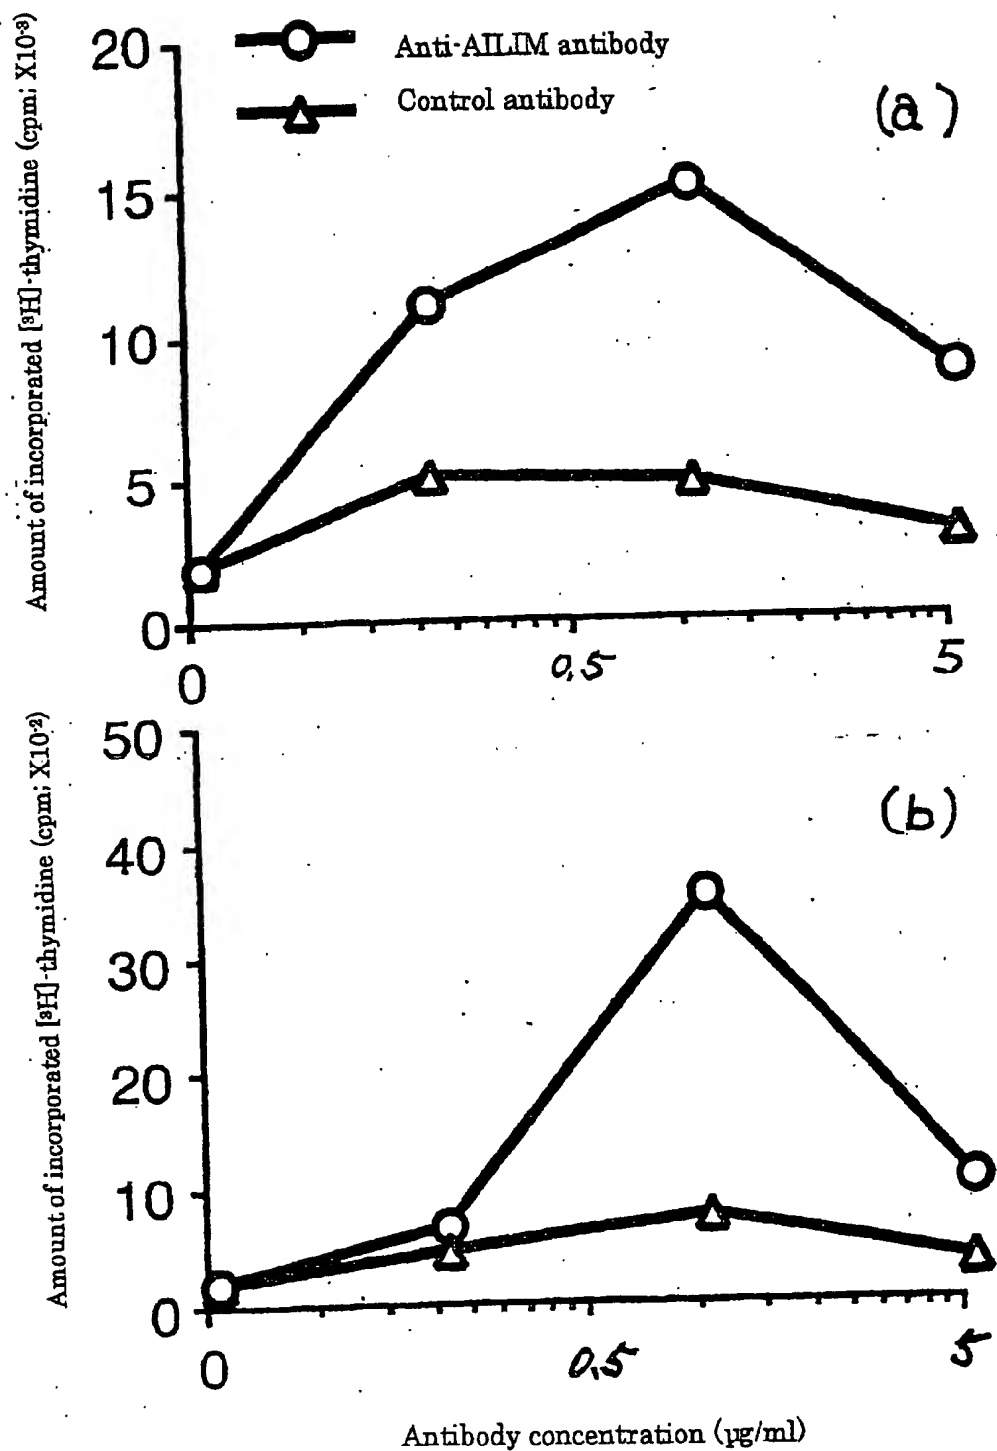 Anti-AILIM antibody
Control antibody
(a)
Amount of incorporated [³H]-thymidine (cpm; X10⁻³)
20
15
10
5
0
0
0.5
5
(b)
Amount of incorporated [³H]-thymidine (cpm; X10⁻²)
50
40
30
20
10
0
0
0.5
5
Antibody concentration (µg/ml)